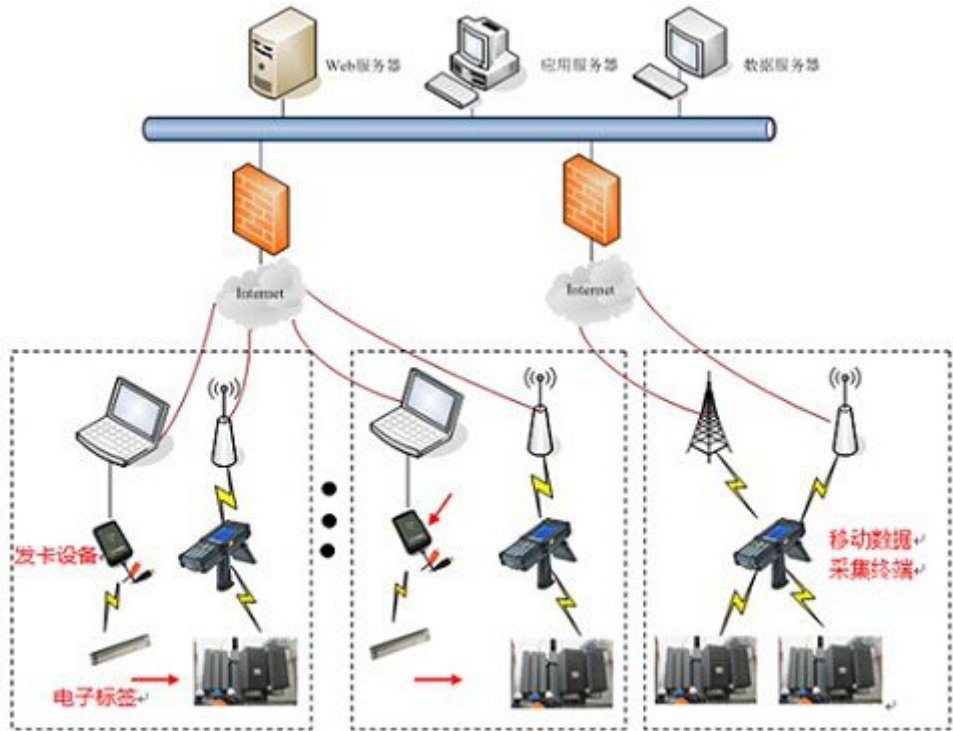 Web服务器
应用服务器
数据服务器
Internet
Internet
发卡设备
移动数据
采集终端
电子标签